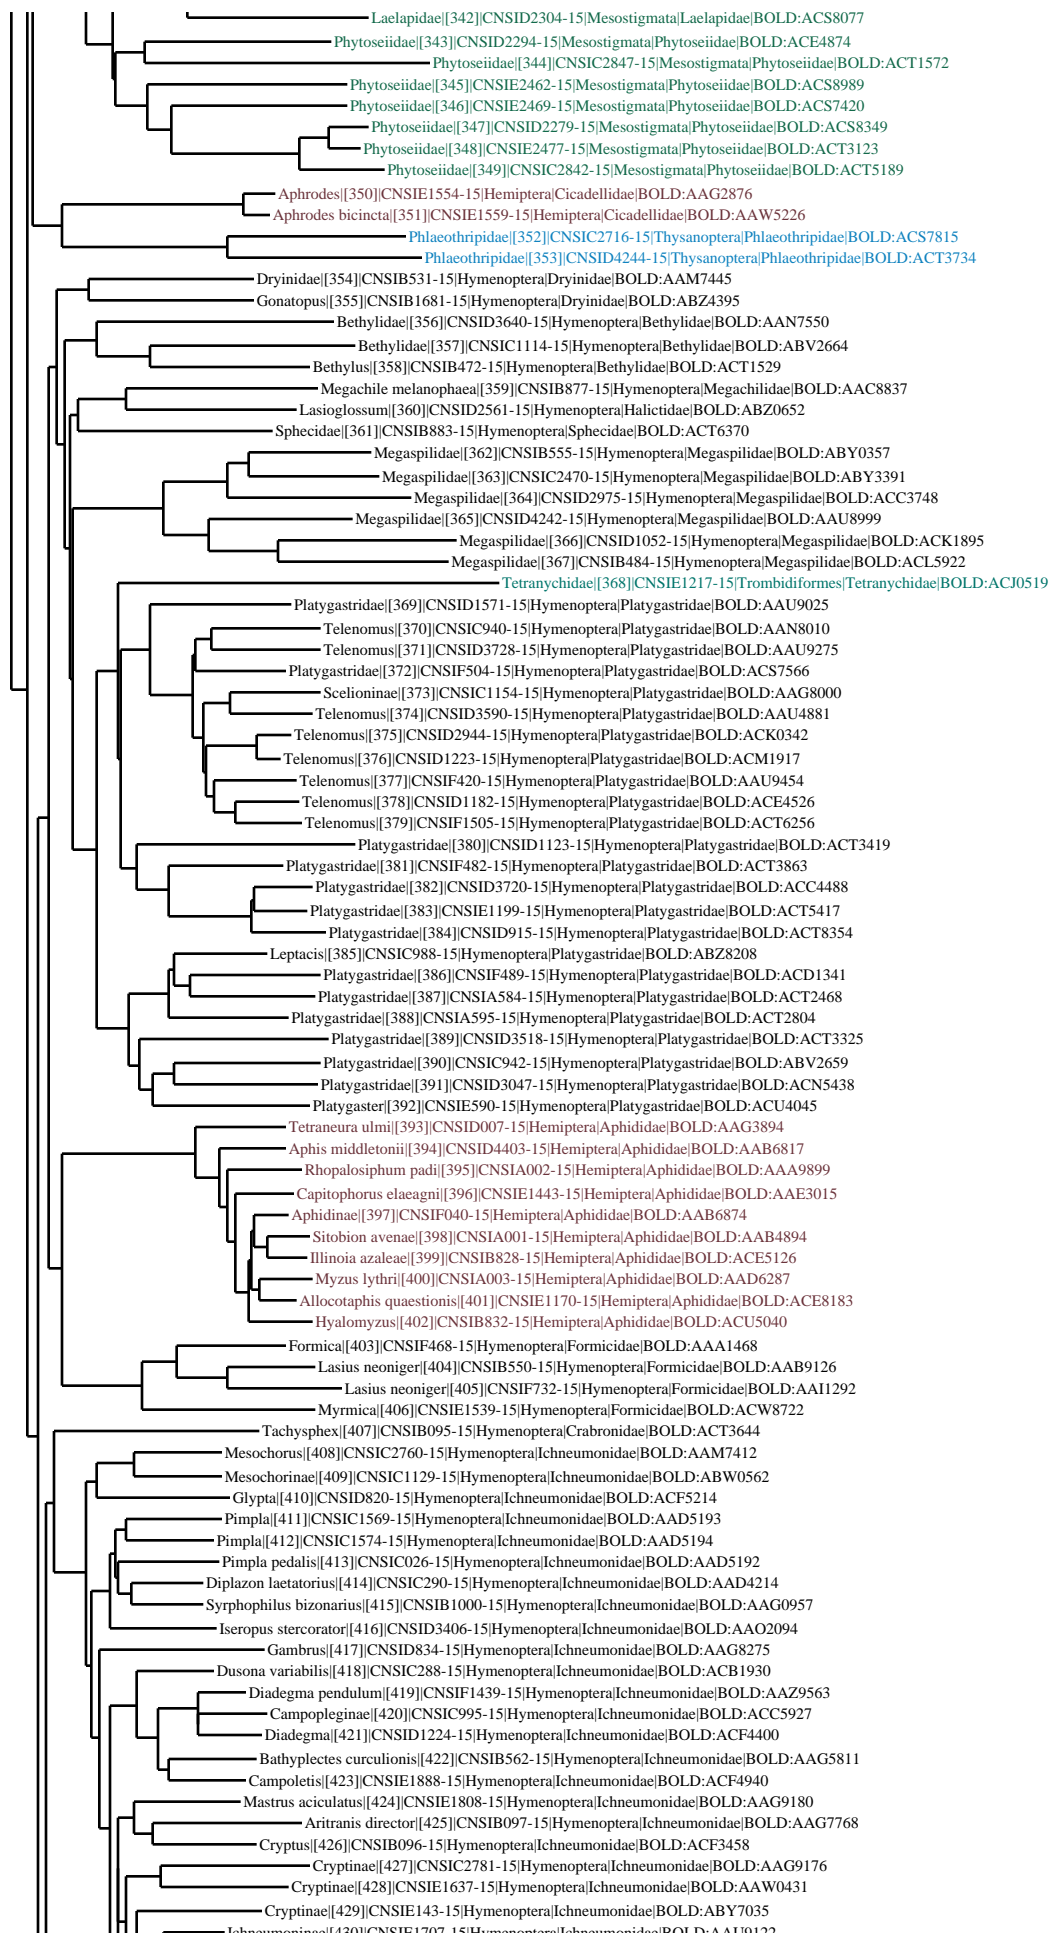 Laelapidae|[342]|CNSID2304-15|Mesostigmata|Laelapidae|BOLD:ACS8077
Phytoseiidae|[343]|CNSID2294-15|Mesostigmata|Phytoseiidae|BOLD:ACE4874
Phytoseiidae|[344]|CNSIC2847-15|Mesostigmata|Phytoseiidae|BOLD:ACT1572
Phytoseiidae|[345]|CNSIE2462-15|Mesostigmata|Phytoseiidae|BOLD:ACS8989
Phytoseiidae|[346]|CNSIE2469-15|Mesostigmata|Phytoseiidae|BOLD:ACS7420
Phytoseiidae|[347]|CNSID2279-15|Mesostigmata|Phytoseiidae|BOLD:ACS8349
Phytoseiidae|[348]|CNSIE2477-15|Mesostigmata|Phytoseiidae|BOLD:ACT3123
Phytoseiidae|[349]|CNSIC2842-15|Mesostigmata|Phytoseiidae|BOLD:ACT5189
Aphrodes|[350]|CNSIE1554-15|Hemiptera|Cicadellidae|BOLD:AAG2876
Aphrodes bicincta|[351]|CNSIE1559-15|Hemiptera|Cicadellidae|BOLD:AAW5226
Phlaeothripidae|[352]|CNSIC2716-15|Thysanoptera|Phlaeothripidae|BOLD:ACS7815
Phlaeothripidae|[353]|CNSID4244-15|Thysanoptera|Phlaeothripidae|BOLD:ACT3734
Dryinidae|[354]|CNSIB531-15|Hymenoptera|Dryinidae|BOLD:AAM7445
Gonatopus|[355]|CNSIB1681-15|Hymenoptera|Dryinidae|BOLD:ABZ4395
Bethylidae|[356]|CNSID3640-15|Hymenoptera|Bethylidae|BOLD:AAN7550
Bethylidae|[357]|CNSIC1114-15|Hymenoptera|Bethylidae|BOLD:ABV2664
Bethylus|[358]|CNSIB472-15|Hymenoptera|Bethylidae|BOLD:ACT1529
Megachile melanophaea|[359]|CNSIB877-15|Hymenoptera|Megachilidae|BOLD:AAC8837
Lasioglossum|[360]|CNSID2561-15|Hymenoptera|Halictidae|BOLD:ABZ0652
Sphecidae|[361]|CNSIB883-15|Hymenoptera|Sphecidae|BOLD:ACT6370
Megaspilidae|[362]|CNSIB555-15|Hymenoptera|Megaspilidae|BOLD:ABY0357
Megaspilidae|[363]|CNSIC2470-15|Hymenoptera|Megaspilidae|BOLD:ABY3391
Megaspilidae|[364]|CNSID2975-15|Hymenoptera|Megaspilidae|BOLD:ACC3748
Megaspilidae|[365]|CNSID4242-15|Hymenoptera|Megaspilidae|BOLD:AAU8999
Megaspilidae|[366]|CNSID1052-15|Hymenoptera|Megaspilidae|BOLD:ACK1895
Megaspilidae|[367]|CNSIB484-15|Hymenoptera|Megaspilidae|BOLD:ACL5922
Tetranychidae|[368]|CNSIE1217-15|Trombidiformes|Tetranychidae|BOLD:ACJ0519
Platygastridae|[369]|CNSID1571-15|Hymenoptera|Platygastridae|BOLD:AAU9025
Telenomus|[370]|CNSIC940-15|Hymenoptera|Platygastridae|BOLD:AAN8010
Telenomus|[371]|CNSID3728-15|Hymenoptera|Platygastridae|BOLD:AAU9275
Platygastridae|[372]|CNSIF504-15|Hymenoptera|Platygastridae|BOLD:ACS7566
Scelioninae|[373]|CNSIC1154-15|Hymenoptera|Platygastridae|BOLD:AAG8000
Telenomus|[374]|CNSID3590-15|Hymenoptera|Platygastridae|BOLD:AAU4881
Telenomus|[375]|CNSID2944-15|Hymenoptera|Platygastridae|BOLD:ACK0342
Telenomus|[376]|CNSID1223-15|Hymenoptera|Platygastridae|BOLD:ACM1917
Telenomus|[377]|CNSIF420-15|Hymenoptera|Platygastridae|BOLD:AAU9454
Telenomus|[378]|CNSID1182-15|Hymenoptera|Platygastridae|BOLD:ACE4526
Telenomus|[379]|CNSIF1505-15|Hymenoptera|Platygastridae|BOLD:ACT6256
Platygastridae|[380]|CNSID1123-15|Hymenoptera|Platygastridae|BOLD:ACT3419
Platygastridae|[381]|CNSIF482-15|Hymenoptera|Platygastridae|BOLD:ACT3863
Platygastridae|[382]|CNSID3720-15|Hymenoptera|Platygastridae|BOLD:ACC4488
Platygastridae|[383]|CNSIE1199-15|Hymenoptera|Platygastridae|BOLD:ACT5417
Platygastridae|[384]|CNSID915-15|Hymenoptera|Platygastridae|BOLD:ACT8354
Leptacis|[385]|CNSIC988-15|Hymenoptera|Platygastridae|BOLD:ABZ8208
Platygastridae|[386]|CNSIF489-15|Hymenoptera|Platygastridae|BOLD:ACD1341
Platygastridae|[387]|CNSIA584-15|Hymenoptera|Platygastridae|BOLD:ACT2468
Platygastridae|[388]|CNSIA595-15|Hymenoptera|Platygastridae|BOLD:ACT2804
Platygastridae|[389]|CNSID3518-15|Hymenoptera|Platygastridae|BOLD:ACT3325
Platygastridae|[390]|CNSIC942-15|Hymenoptera|Platygastridae|BOLD:ABV2659
Platygastridae|[391]|CNSID3047-15|Hymenoptera|Platygastridae|BOLD:ACN5438
Platygaster|[392]|CNSIE590-15|Hymenoptera|Platygastridae|BOLD:ACU4045
Tetraneura ulmi|[393]|CNSID007-15|Hemiptera|Aphididae|BOLD:AAG3894
Aphis middletonii|[394]|CNSID4403-15|Hemiptera|Aphididae|BOLD:AAB6817
Rhopalosiphum padi|[395]|CNSIA002-15|Hemiptera|Aphididae|BOLD:AAA9899
Capitophorus elaeagni|[396]|CNSIE1443-15|Hemiptera|Aphididae|BOLD:AAE3015
Aphidinae|[397]|CNSIF040-15|Hemiptera|Aphididae|BOLD:AAB6874
Sitobion avenae|[398]|CNSIA001-15|Hemiptera|Aphididae|BOLD:AAB4894
Illinoia azaleae|[399]|CNSIB828-15|Hemiptera|Aphididae|BOLD:ACE5126
Myzus lythri|[400]|CNSIA003-15|Hemiptera|Aphididae|BOLD:AAD6287
Allocotaphis quaestionis|[401]|CNSIE1170-15|Hemiptera|Aphididae|BOLD:ACE8183
Hyalomyzus|[402]|CNSIB832-15|Hemiptera|Aphididae|BOLD:ACU5040
Formica|[403]|CNSIF468-15|Hymenoptera|Formicidae|BOLD:AAA1468
Lasius neoniger|[404]|CNSIB550-15|Hymenoptera|Formicidae|BOLD:AAB9126
Lasius neoniger|[405]|CNSIF732-15|Hymenoptera|Formicidae|BOLD:AAI1292
Myrmica|[406]|CNSIE1539-15|Hymenoptera|Formicidae|BOLD:ACW8722
Tachysphex|[407]|CNSIB095-15|Hymenoptera|Crabronidae|BOLD:ACT3644
Mesochorus|[408]|CNSIC2760-15|Hymenoptera|Ichneumonidae|BOLD:AAM7412
Mesochorinae|[409]|CNSIC1129-15|Hymenoptera|Ichneumonidae|BOLD:ABW0562
Glypta|[410]|CNSID820-15|Hymenoptera|Ichneumonidae|BOLD:ACF5214
Pimpla|[411]|CNSIC1569-15|Hymenoptera|Ichneumonidae|BOLD:AAD5193
Pimpla|[412]|CNSIC1574-15|Hymenoptera|Ichneumonidae|BOLD:AAD5194
Pimpla pedalis|[413]|CNSIC026-15|Hymenoptera|Ichneumonidae|BOLD:AAD5192
Diplazon laetatorius|[414]|CNSIC290-15|Hymenoptera|Ichneumonidae|BOLD:AAD4214
Syrphophilus bizonarius|[415]|CNSIB1000-15|Hymenoptera|Ichneumonidae|BOLD:AAG0957
Iseropus stercorator|[416]|CNSID3406-15|Hymenoptera|Ichneumonidae|BOLD:AAO2094
Gambrus|[417]|CNSID834-15|Hymenoptera|Ichneumonidae|BOLD:AAG8275
Dusona variabilis|[418]|CNSIC288-15|Hymenoptera|Ichneumonidae|BOLD:ACB1930
Diadegma pendulum|[419]|CNSIF1439-15|Hymenoptera|Ichneumonidae|BOLD:AAZ9563
Campopleginae|[420]|CNSIC995-15|Hymenoptera|Ichneumonidae|BOLD:ACC5927
Diadegma|[421]|CNSID1224-15|Hymenoptera|Ichneumonidae|BOLD:ACF4400
Bathyplectes curculionis|[422]|CNSIB562-15|Hymenoptera|Ichneumonidae|BOLD:AAG5811
Campoletis|[423]|CNSIE1888-15|Hymenoptera|Ichneumonidae|BOLD:ACF4940
Mastrus aciculatus|[424]|CNSIE1808-15|Hymenoptera|Ichneumonidae|BOLD:AAG9180
Aritranis director|[425]|CNSIB097-15|Hymenoptera|Ichneumonidae|BOLD:AAG7768
Cryptus|[426]|CNSIB096-15|Hymenoptera|Ichneumonidae|BOLD:ACF3458
Cryptinae|[427]|CNSIC2781-15|Hymenoptera|Ichneumonidae|BOLD:AAG9176
Cryptinae|[428]|CNSIE1637-15|Hymenoptera|Ichneumonidae|BOLD:AAW0431
Cryptinae|[429]|CNSIE143-15|Hymenoptera|Ichneumonidae|BOLD:ABY7035
Ichneumoninae|[430]|CNSIE1707-15|Hymenoptera|Ichneumonidae|BOLD:AAU9122